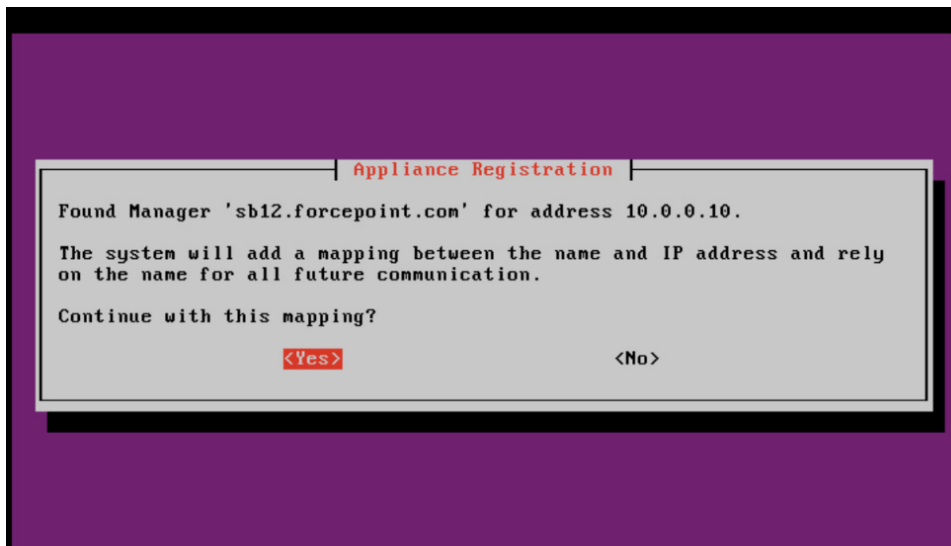 Appliance Registration
Found Manager 'sb12.forcepoint.com' for address 10.0.0.10.
The system will add a mapping between the name and IP address and rely
on the name for all future communication.
Continue with this mapping?
<Yes> <No>